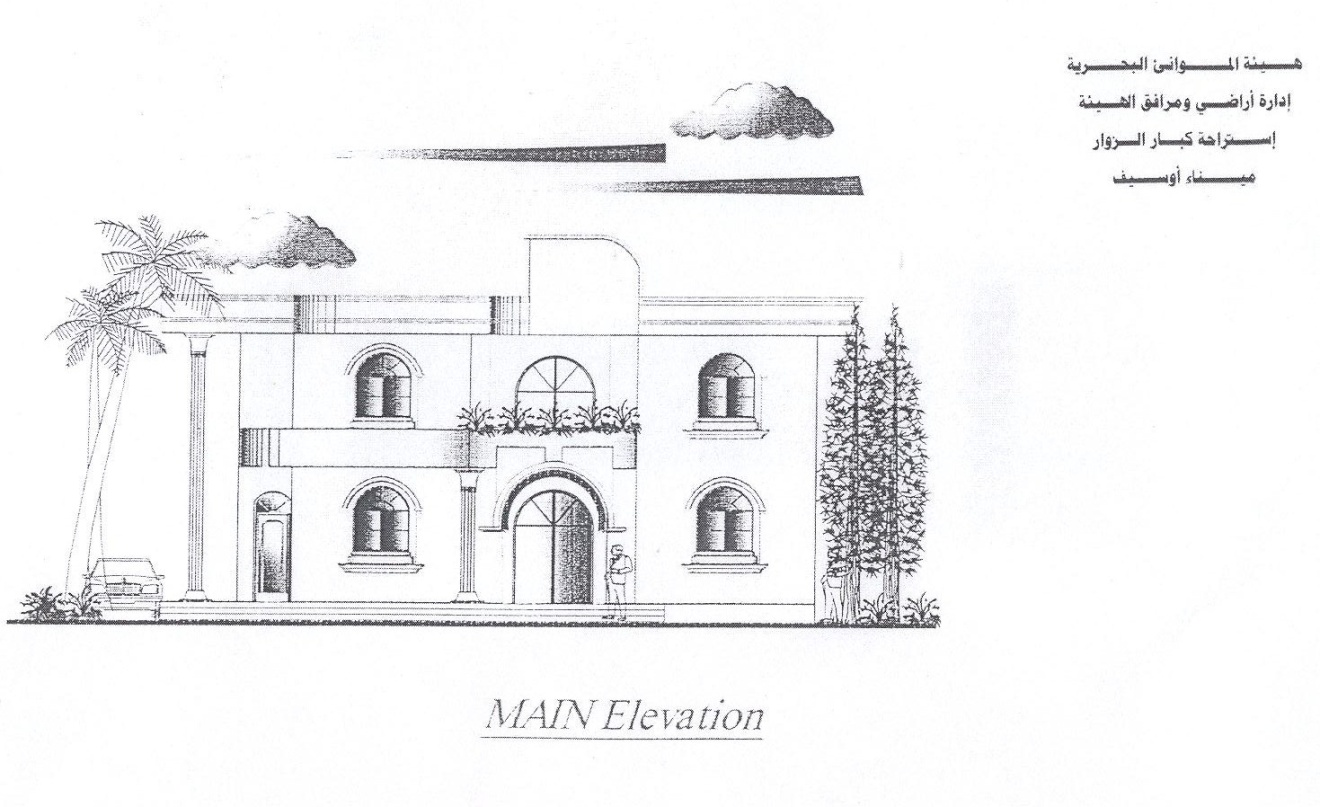 هيئة الموانئ البحرية
إدارة أراضي ومرافق الهيئة
إستراحة كبار الزوار
ميناء أوسيف
MAIN Elevation